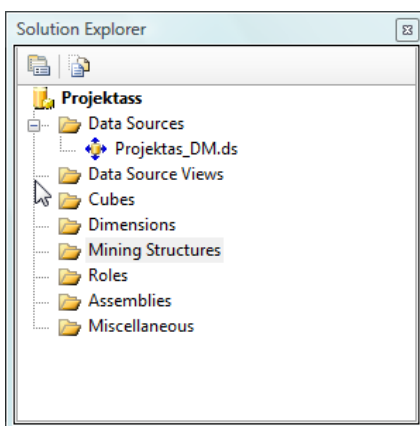 Solution Explorer
Projektass
Data Sources
Projektas_DM.ds
Data Source Views
Cubes
Dimensions
Mining Structures
Roles
Assemblies
Miscellaneous